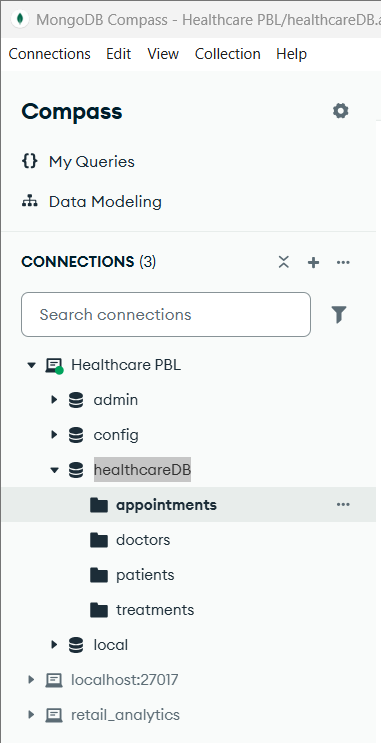 MongoDB Compass - Healthcare PBL/healthcareDB.
Connections Edit View Collection Help
Compass
My Queries
Data Modeling
CONNECTIONS (3)
Search connections
Healthcare PBL
admin
config
healthcareDB
appointments
doctors
patients
treatments
local
localhost:27017
retail_analytics